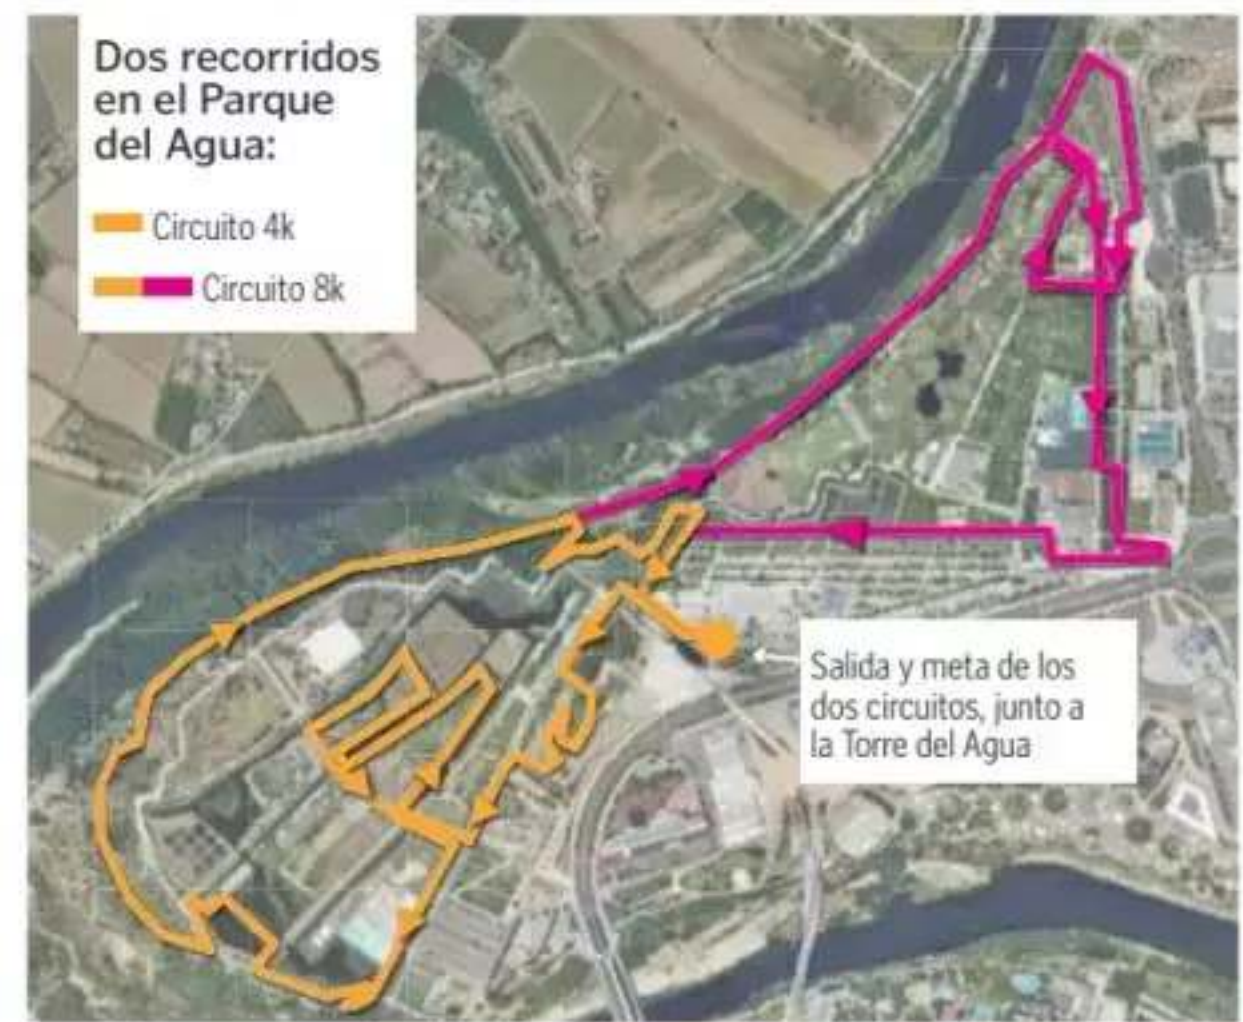 Dos recorridos
en el Parque
del Agua:
Circuito 4k
Circuito 8k
Salida y meta de los
dos circuitos, junto a
la Torre del Agua